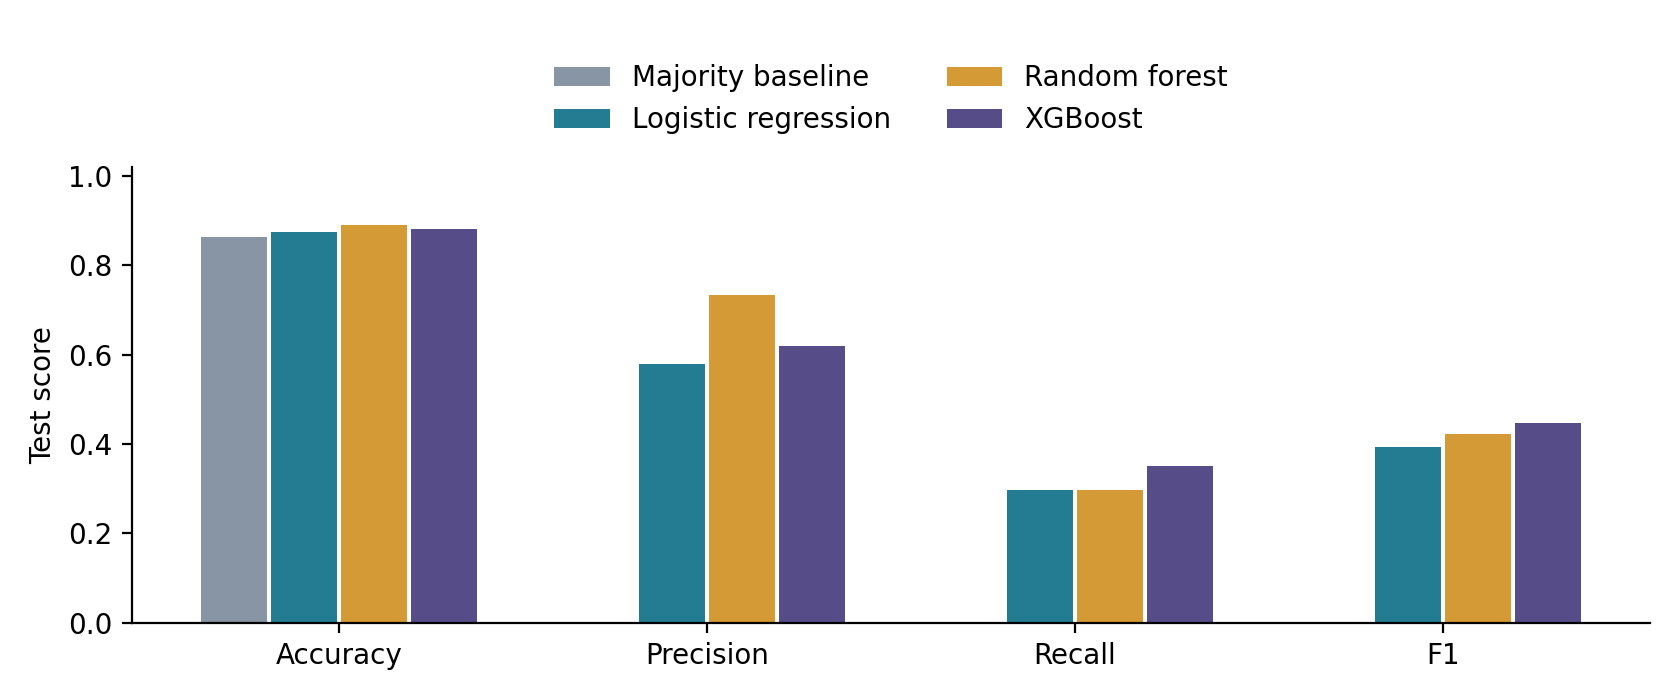 Majority baseline
Logistic regression
Random forest
XGBoost
1.0
0.8
0.6
0.4
0.2
0.0
Test score
Accuracy
Precision
Recall
F1